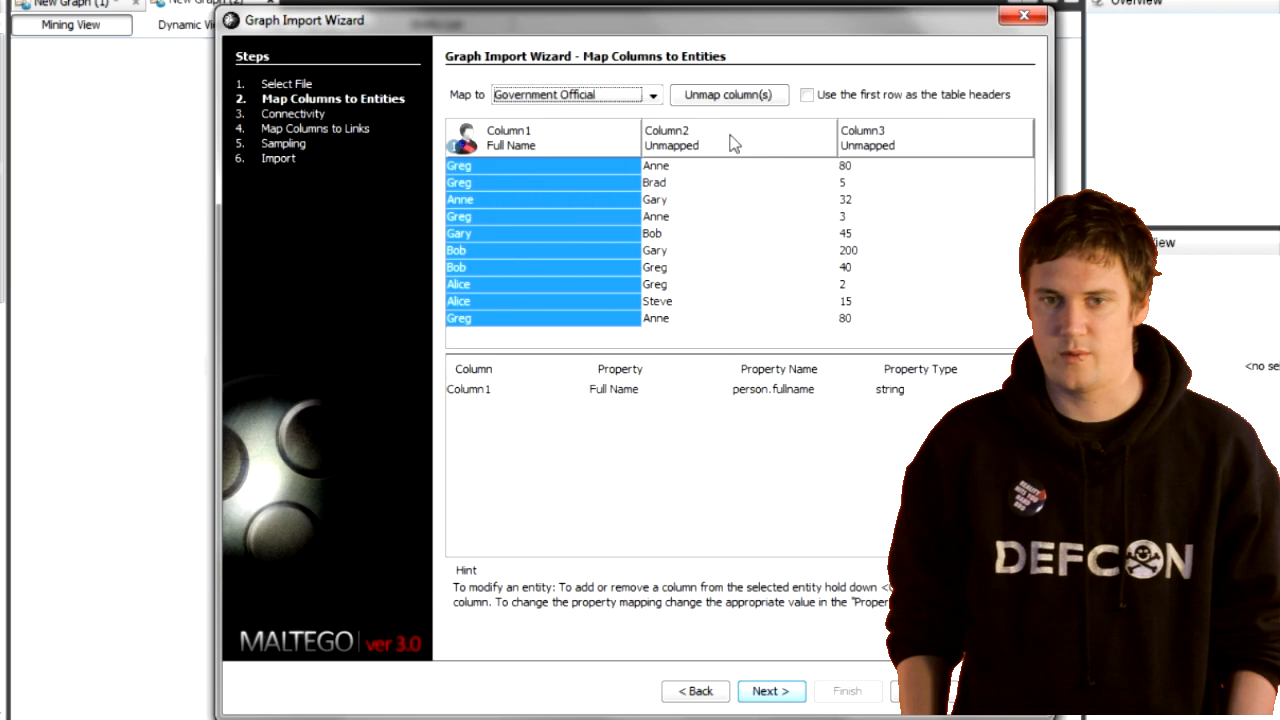 New Graph (1)
New Graph (2)
Overview
Mining View
Dynamic Vi
Graph Import Wizard
Steps
1. Select File
2. Map Columns to Entities
3. Connectivity
4. Map Columns to Links
5. Sampling
6. Import
Graph Import Wizard - Map Columns to Entities
Map to Government Official Unmap column(s) Use the first row as the table headers
Column1 Column2 Column3
Full Name Unmapped Unmapped
Greg Anne 80
Greg Brad 5
Anne Gary 32
Greg Anne 3
Gary Bob 45
Bob Gary 200
Bob Greg 40
Alice Greg 2
Alice Steve 15
Greg Anne 80
Column Property Property Name Property Type
Column1 Full Name person.fullname string
Hint
To modify an entity: To add or remove a column from the selected entity hold down <C
column. To change the property mapping change the appropriate value in the "Proper
MALTEGO ver 3.0
< Back Next > Finish
View
<no se
DEFCON